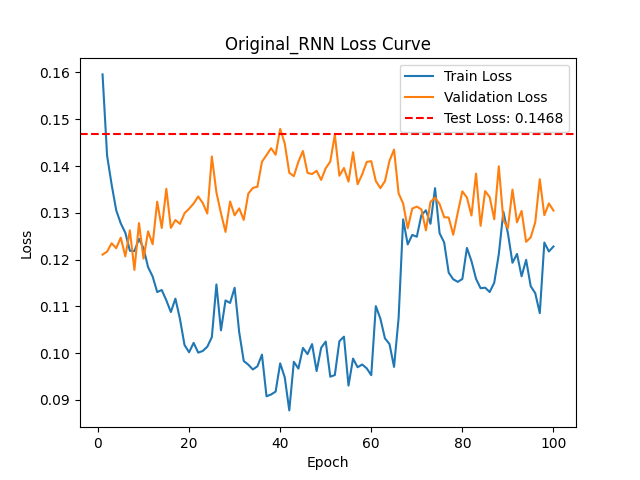 Original_RNN Loss Curve
Train Loss
Validation Loss
Test Loss: 0.1468
Loss
0.16
0.15
0.14
0.13
0.12
0.11
0.10
0.09
0 20 40 60 80 100
Epoch